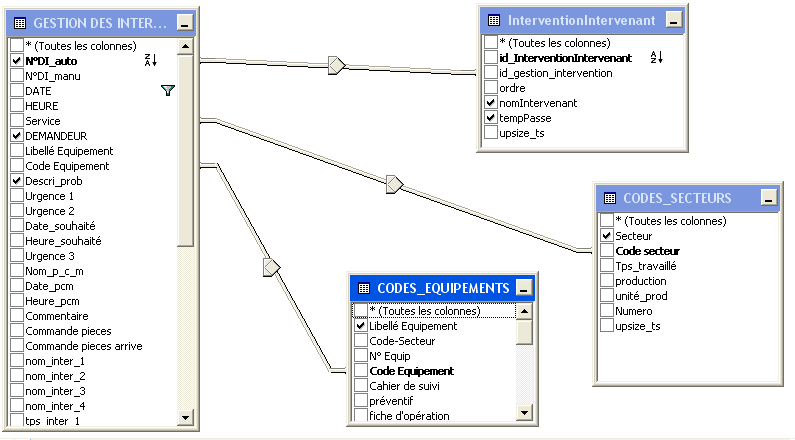 GESTION DES INTER...
* (Toutes les colonnes)
N°DI_auto
N°DI_manu
DATE
HEURE
Service
DEMANDEUR
Libellé Equipement
Code Equipement
Descri_prob
Urgence 1
Urgence 2
Date_souhaité
Heure_souhaité
Urgence 3
Nom_p_c_m
Date_pcm
Heure_pcm
Commentaire
Commande pieces
Commande pieces arrive
nom_inter_1
nom_inter_2
nom_inter_3
nom_inter_4
tps_inter_1
InterventionIntervenant
* (Toutes les colonnes)
id_InterventionIntervenant
id_gestion_intervention
ordre
nomIntervenant
tempPasse
upsize_ts
CODES_SECTEURS
* (Toutes les colonnes)
Secteur
Code secteur
Tps_travaillé
production
unité_prod
Numero
upsize_ts
CODES_EQUIPEMENTS
* (Toutes les colonnes)
Libellé Equipement
Code-Secteur
N° Equip
Code Equipement
Cahier de suivi
préventif
fiche d'opération